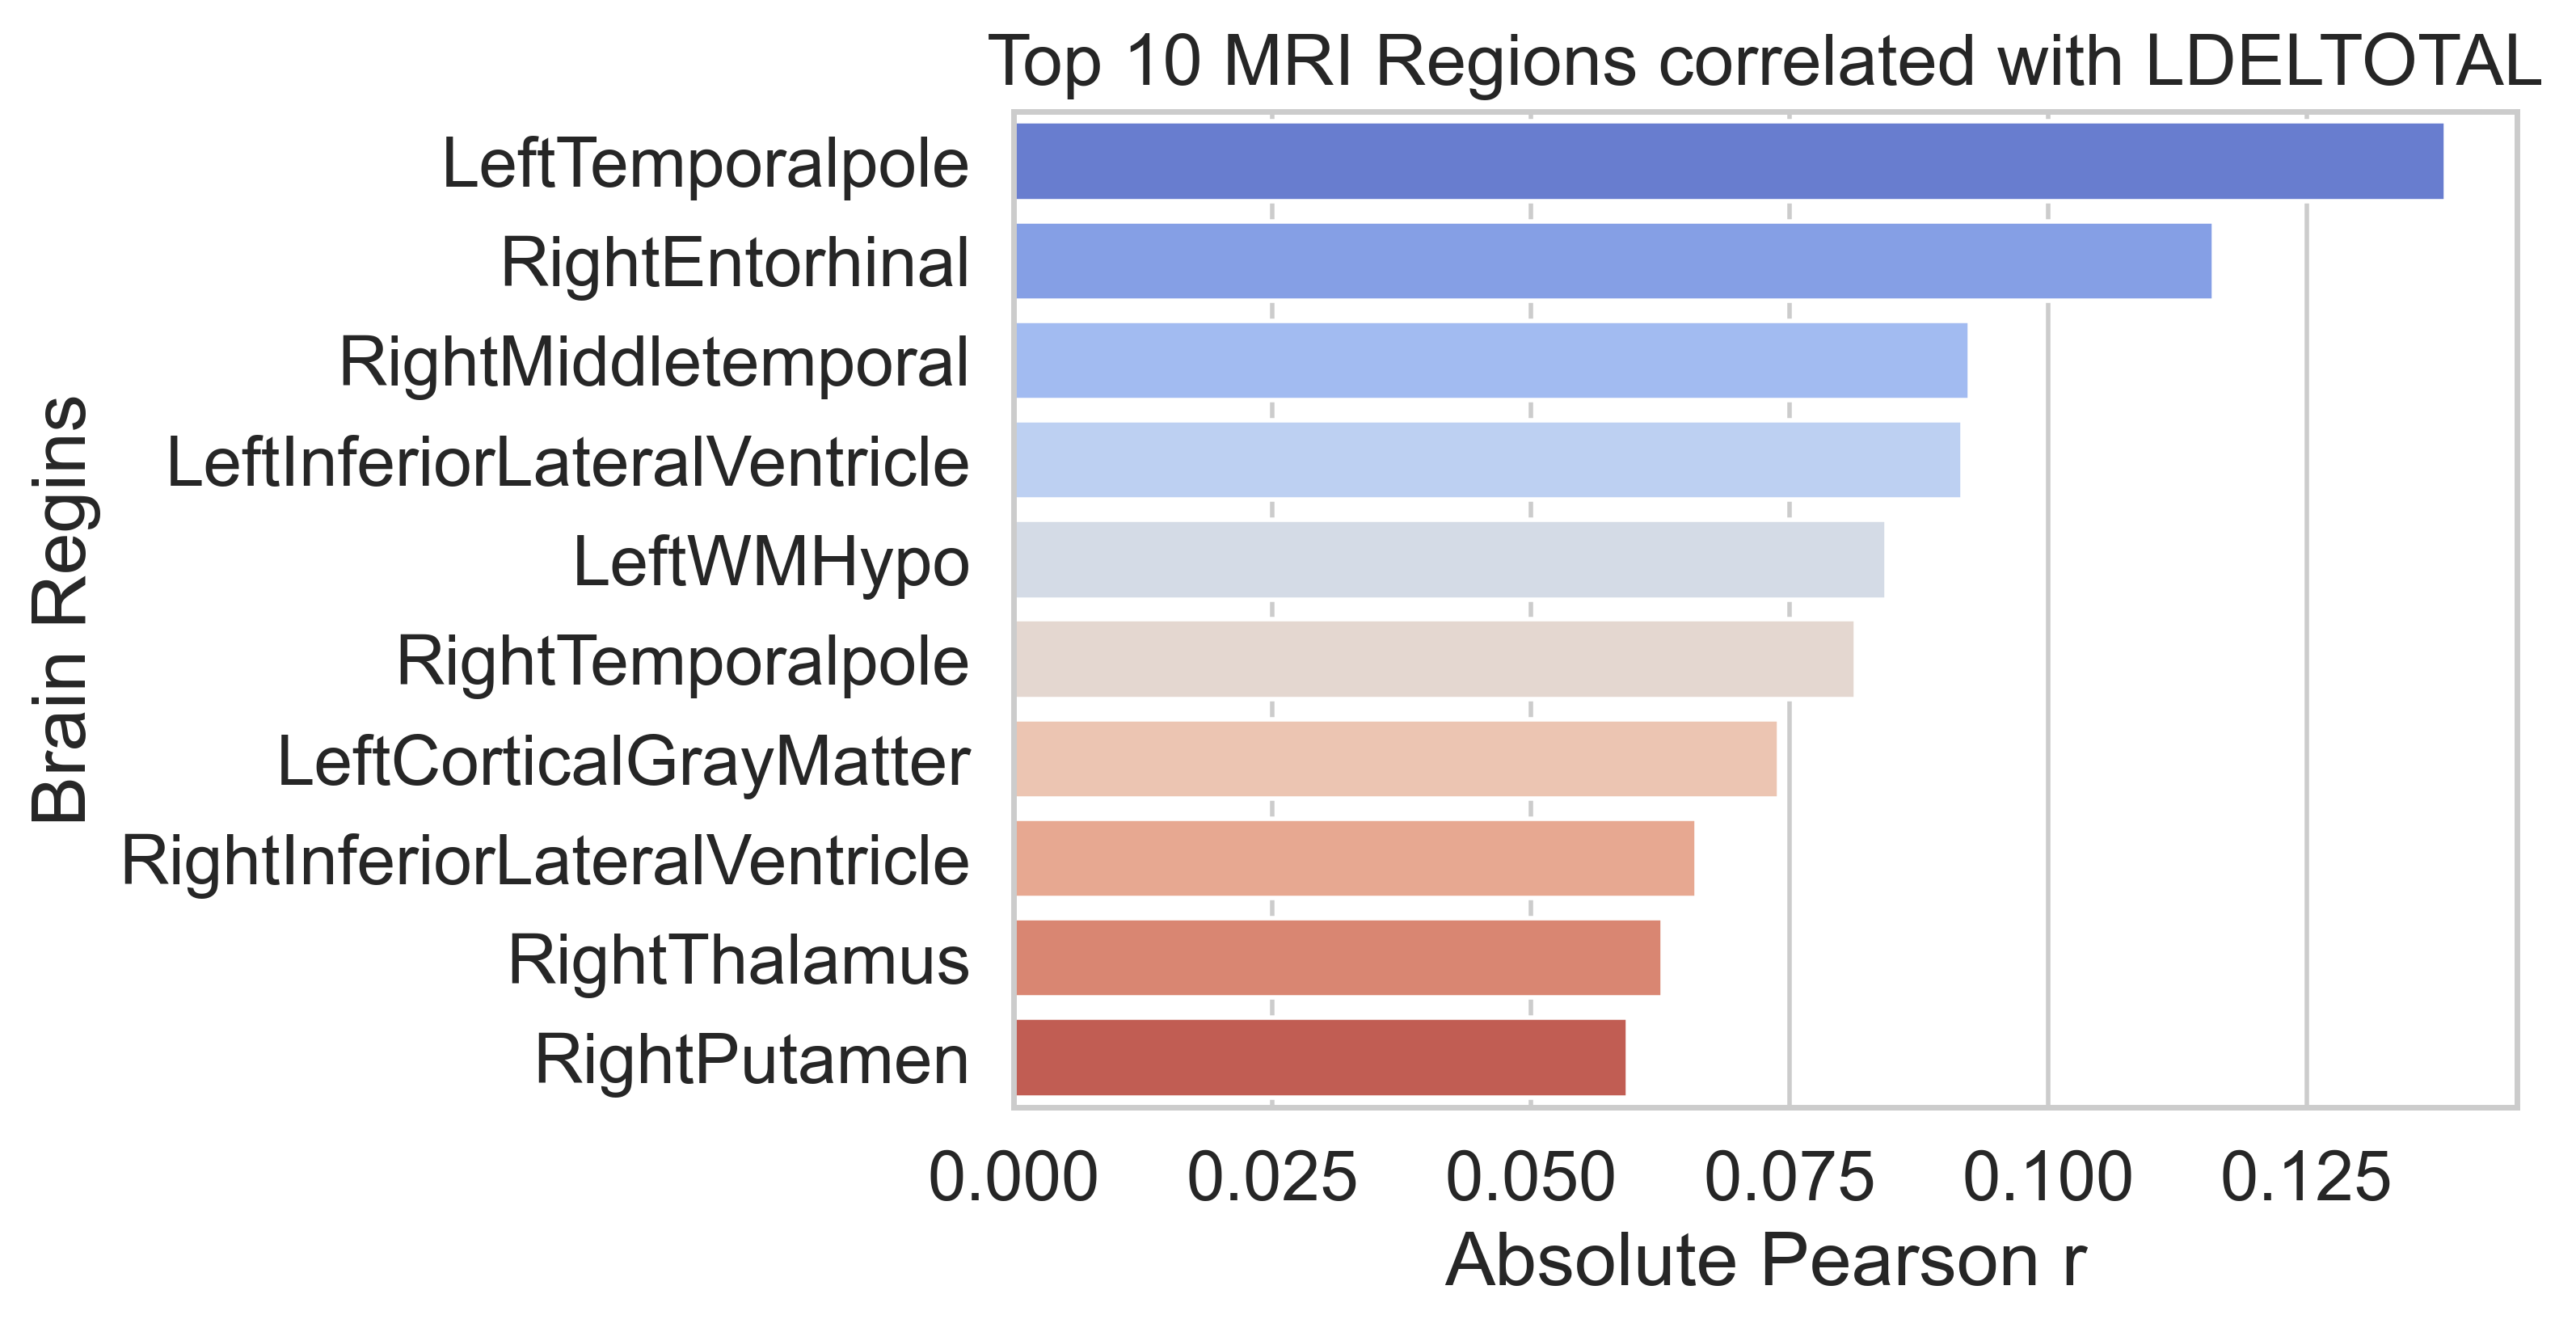 Top 10 MRI Regions correlated with LDELTOTAL
Brain Regins
LeftTemporalpole
RightEntorhinal
RightMiddletemporal
LeftInferiorLateralVentricle
LeftWMHypo
RightTemporalpole
LeftCorticalGrayMatter
RightInferiorLateralVentricle
RightThalamus
RightPutamen
0.000 0.025 0.050 0.075 0.100 0.125
Absolute Pearson r